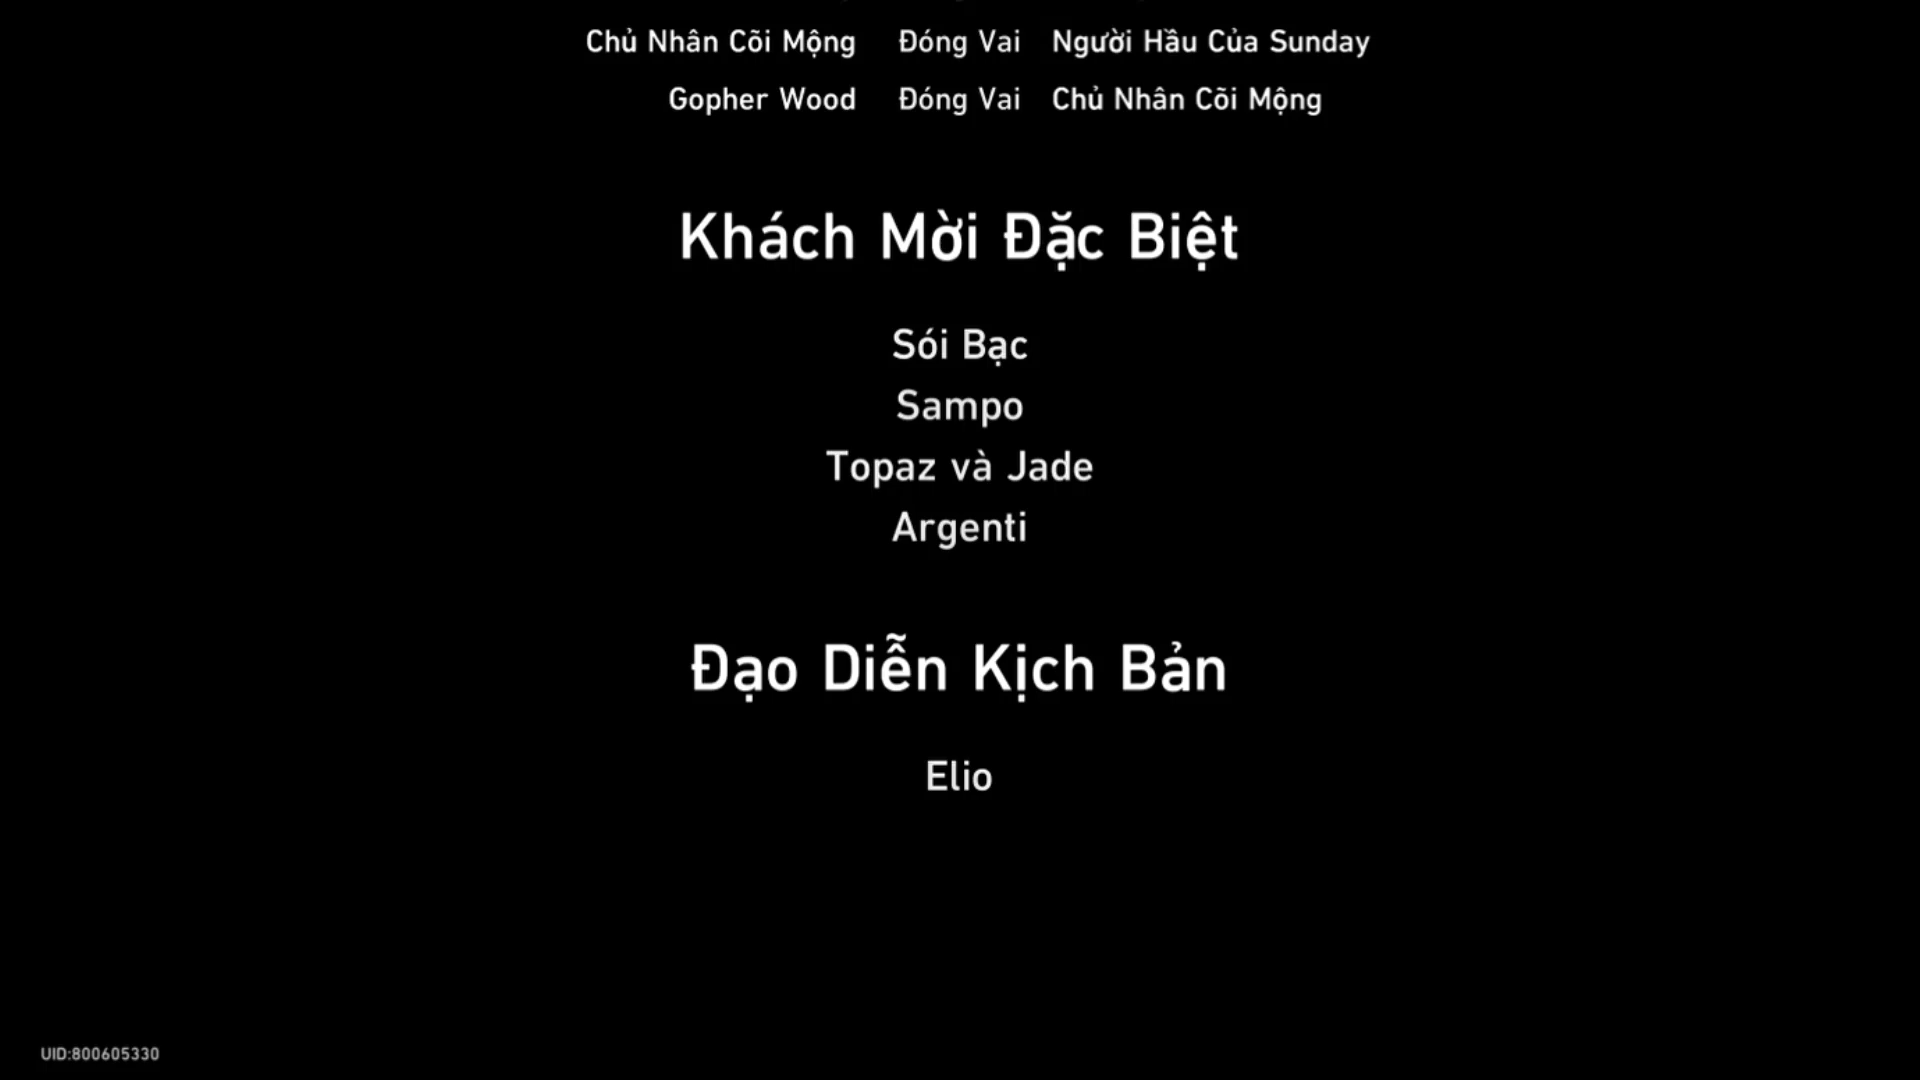 Chủ Nhân Cõi Mộng Đóng Vai Người Hầu Của Sunday
Gopher Wood Đóng Vai Chủ Nhân Cõi Mộng
Khách Mời Đặc Biệt
Sói Bạc
Sampo
Topaz và Jade
Argenti
Đạo Diễn Kịch Bản
Elio
UID:800605330